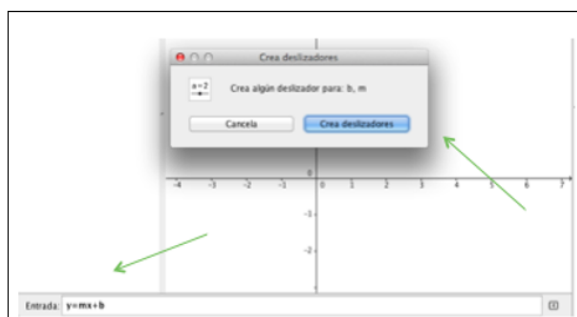 Crea deslizadores
a=2
Crea algún deslizador para: b, m
Cancela
Crea deslizadores
0
-4 -3 -2 -1 0 1 2 3 4 5 6 7
-1
-2
Entrada: y=mx+b